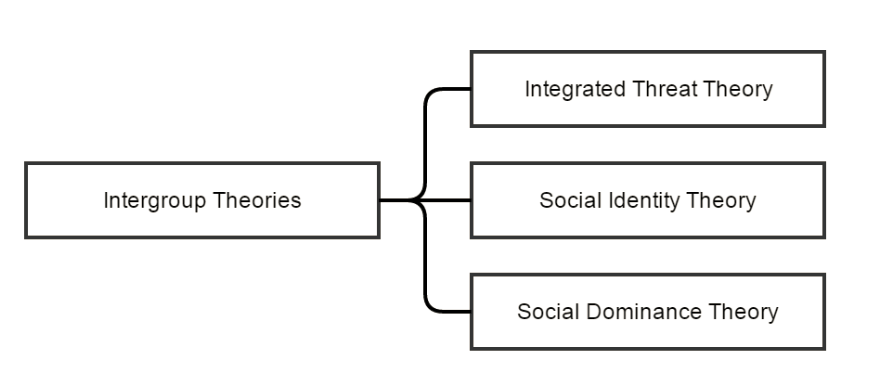 Intergroup Theories
Integrated Threat Theory
Social Identity Theory
Social Dominance Theory